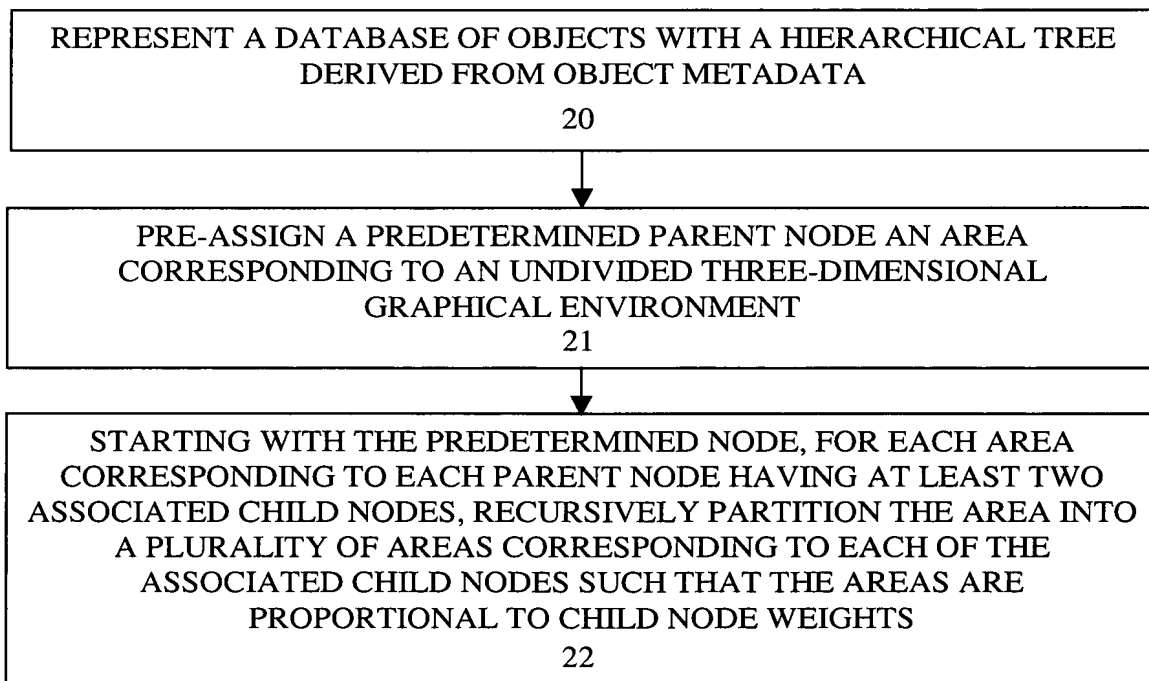 REPRESENT A DATABASE OF OBJECTS WITH A HIERARCHICAL TREE
DERIVED FROM OBJECT METADATA
20
PRE-ASSIGN A PREDETERMINED PARENT NODE AN AREA
CORRESPONDING TO AN UNDIVIDED THREE-DIMENSIONAL
GRAPHICAL ENVIRONMENT
21
STARTING WITH THE PREDETERMINED NODE, FOR EACH AREA
CORRESPONDING TO EACH PARENT NODE HAVING AT LEAST TWO
ASSOCIATED CHILD NODES, RECURSIVELY PARTITION THE AREA INTO
A PLURALITY OF AREAS CORRESPONDING TO EACH OF THE
ASSOCIATED CHILD NODES SUCH THAT THE AREAS ARE
PROPORTIONAL TO CHILD NODE WEIGHTS
22